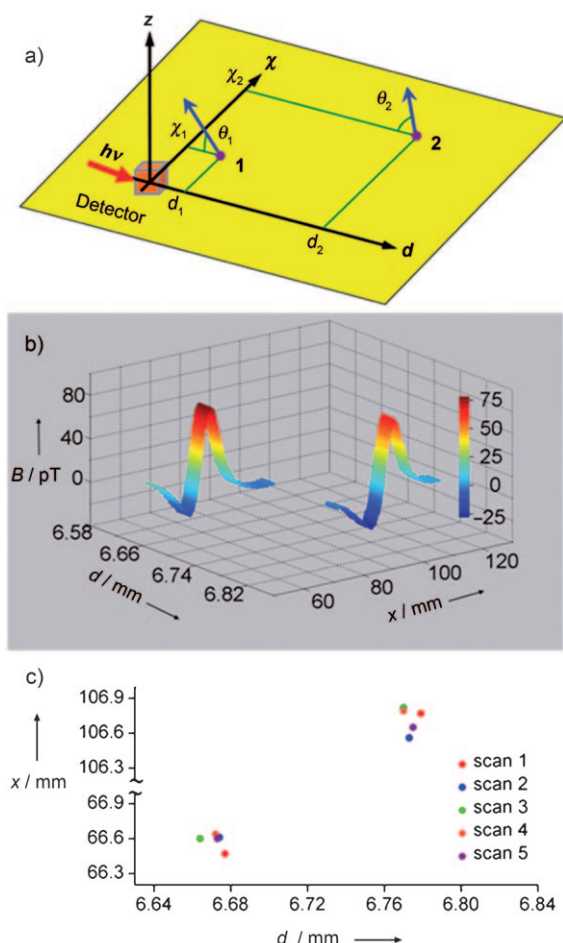 a)
z
χ
χ₂
θ₂
χ₁
θ₁
2
hν
1
Detector
d₁
d₂
d
b)
80
40
B / pT
0
6.58
6.66
6.74
6.82
d / mm
60
80
100
120
x / mm
75
50
25
0
−25
c)
106.9
106.6
106.3
x / mm
66.9
66.6
66.3
scan 1
scan 2
scan 3
scan 4
scan 5
6.64
6.68
6.72
6.76
6.80
6.84
d / mm